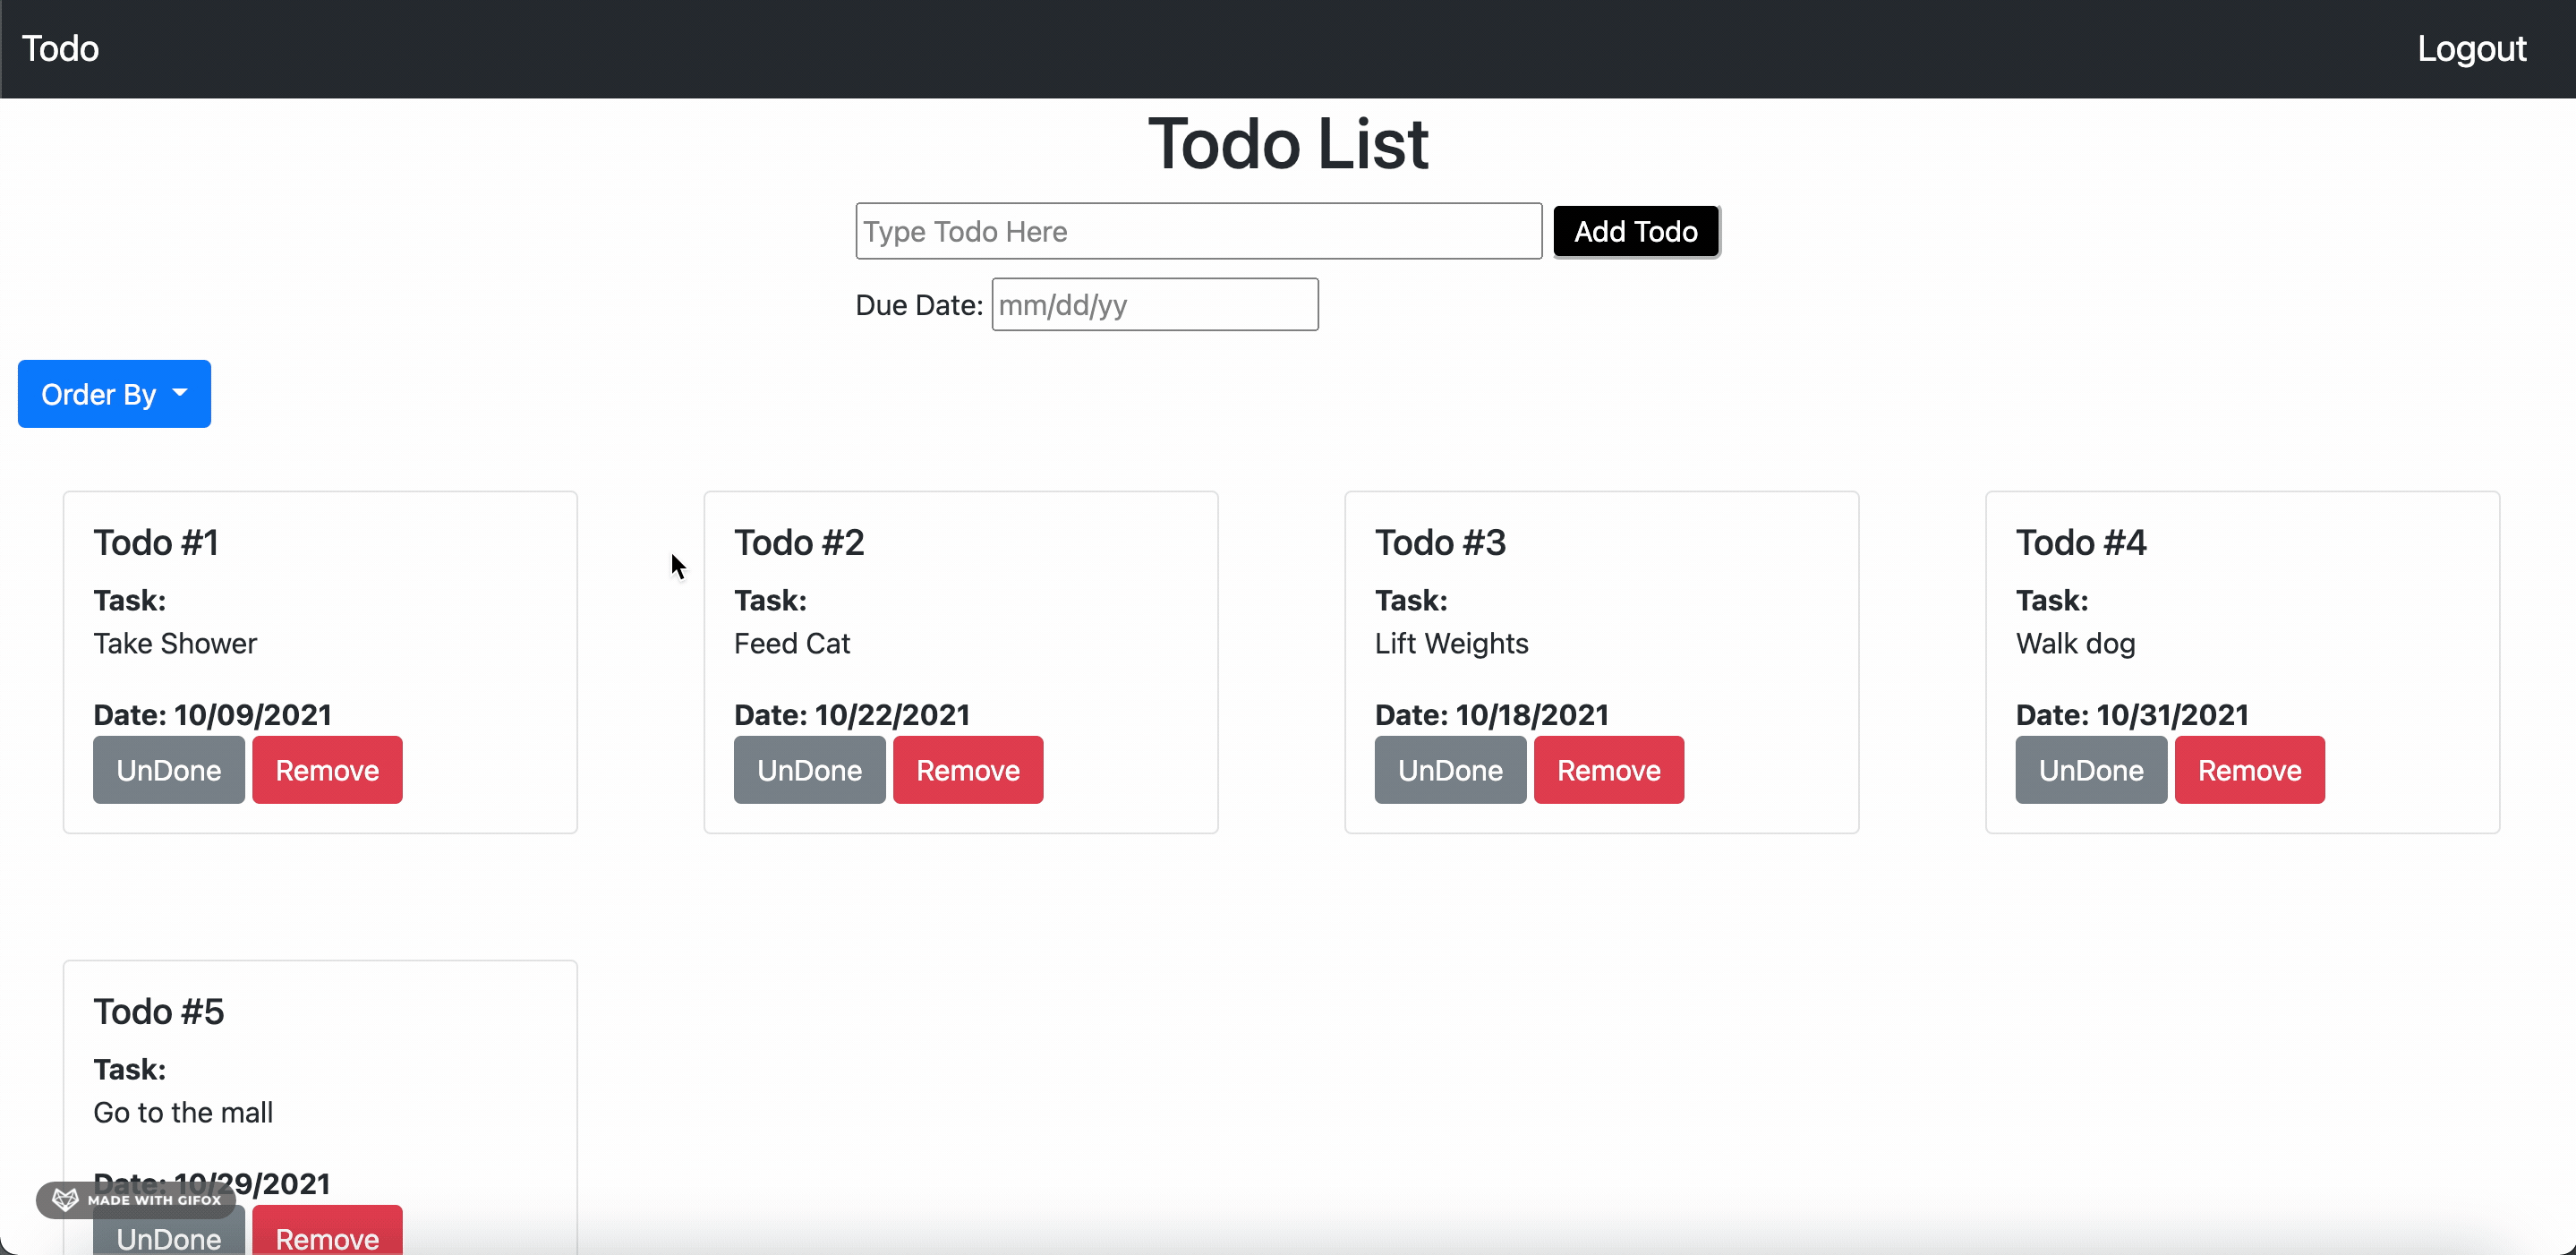 Todo
Logout
Todo List
Type Todo Here
Add Todo
Due Date: mm/dd/yy
Order By
Todo #1
Task:
Take Shower
Date: 10/09/2021
UnDone Remove
Todo #2
Task:
Feed Cat
Date: 10/22/2021
UnDone Remove
Todo #3
Task:
Lift Weights
Date: 10/18/2021
UnDone Remove
Todo #4
Task:
Walk dog
Date: 10/31/2021
UnDone Remove
Todo #5
Task:
Go to the mall
Date: 10/29/2021
MADE WITH GIFOX
UnDone Remove